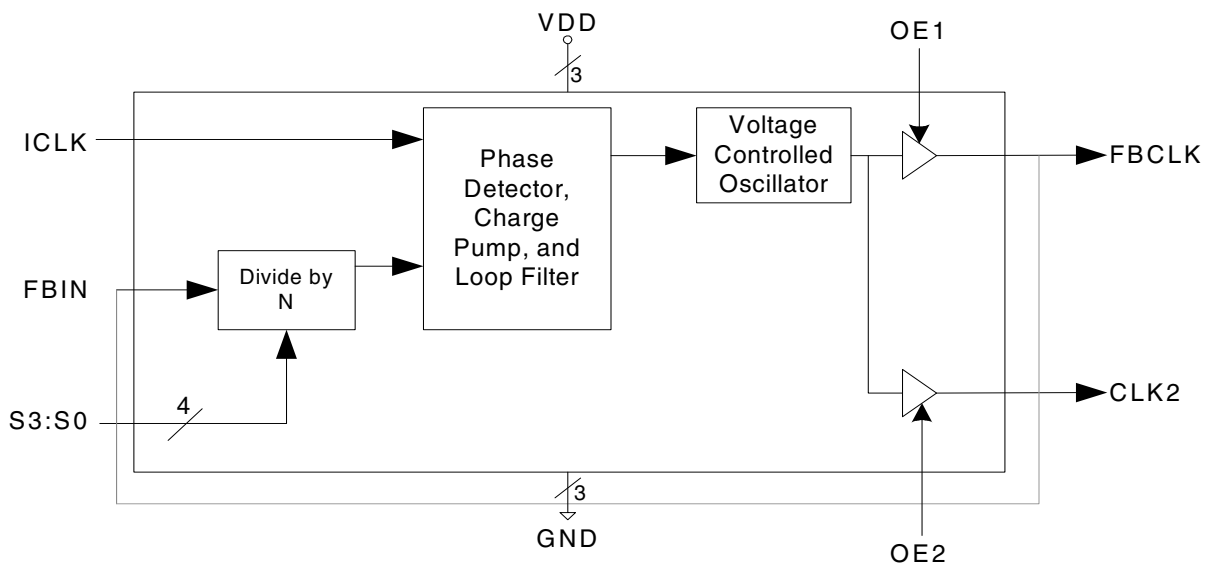 VDD
OE1
3
ICLK
Phase
Detector,
Charge
Pump, and
Loop Filter
Voltage
Controlled
Oscillator
FBCLK
FBIN
Divide by
N
S3:S0
4
CLK2
3
GND
OE2